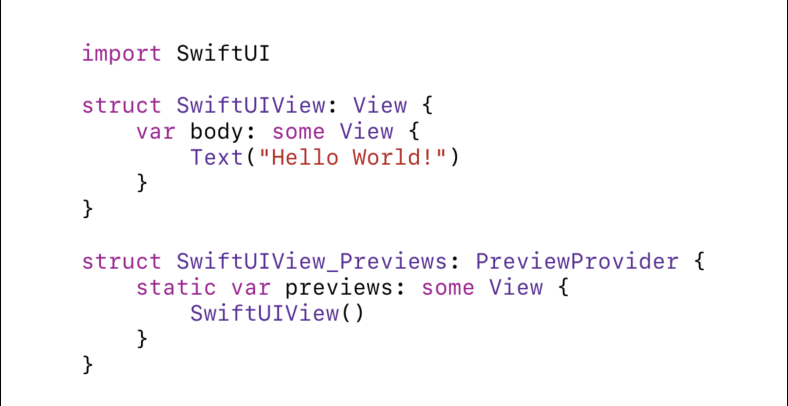 import SwiftUI

struct SwiftUIView: View {
    var body: some View {
        Text("Hello World!")
    }
}

struct SwiftUIView_Previews: PreviewProvider {
    static var previews: some View {
        SwiftUIView()
    }
}